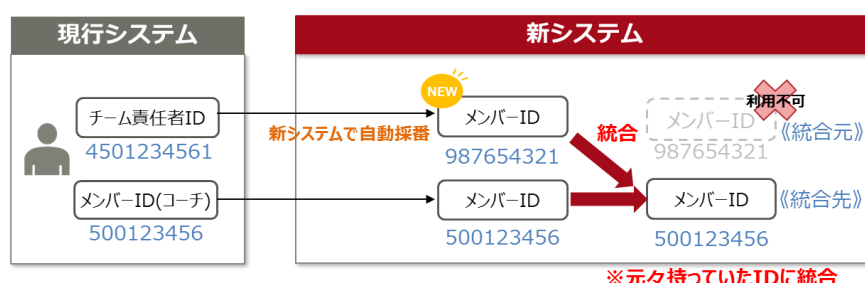 現行システム
新システム
チーム責任者ID
4501234561
メンバーID(コーチ)
500123456
新システムで自動採番
NEW
メンバーID
987654321
メンバーID
500123456
統合
メンバーID
利用不可
987654321
《統合元》
メンバーID
《統合先》
500123456
※元々持っていたIDに統合